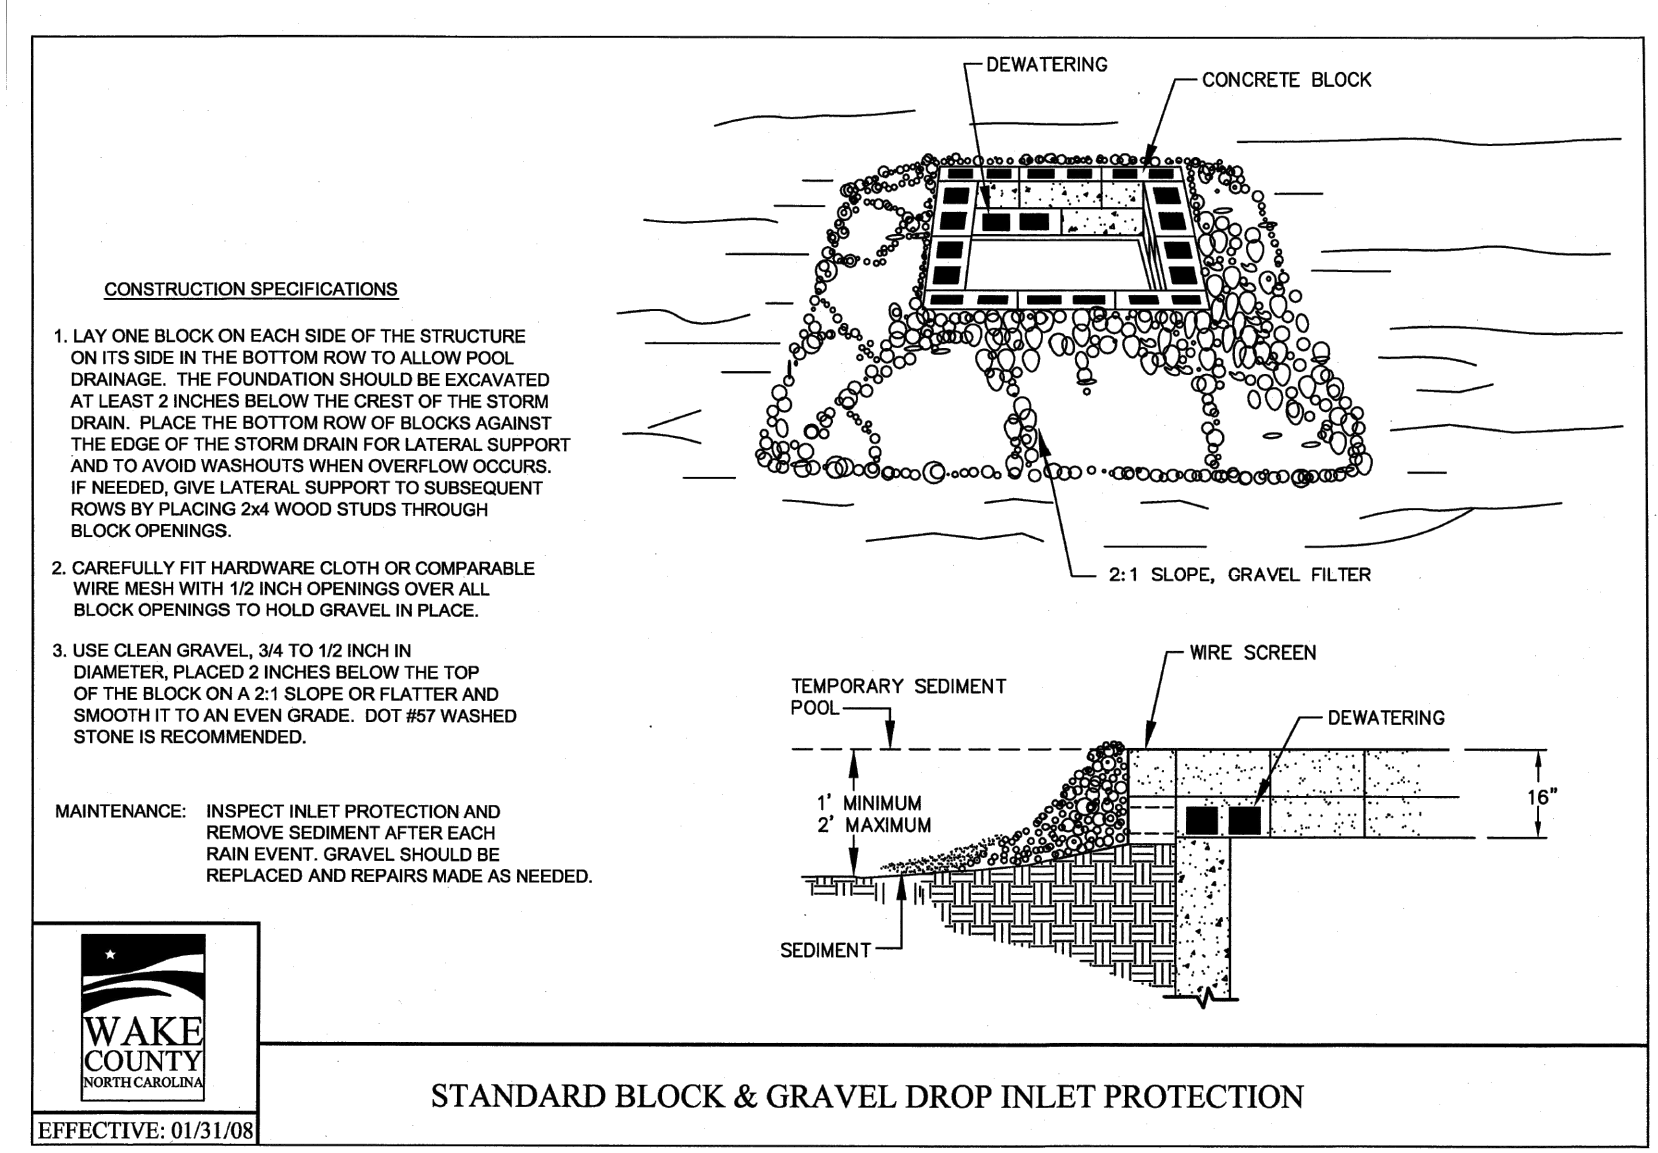 DEWATERING
CONCRETE BLOCK
CONSTRUCTION SPECIFICATIONS
1. LAY ONE BLOCK ON EACH SIDE OF THE STRUCTURE
ON ITS SIDE IN THE BOTTOM ROW TO ALLOW POOL
DRAINAGE. THE FOUNDATION SHOULD BE EXCAVATED
AT LEAST 2 INCHES BELOW THE CREST OF THE STORM
DRAIN. PLACE THE BOTTOM ROW OF BLOCKS AGAINST
THE EDGE OF THE STORM DRAIN FOR LATERAL SUPPORT
AND TO AVOID WASHOUTS WHEN OVERFLOW OCCURS.
IF NEEDED, GIVE LATERAL SUPPORT TO SUBSEQUENT
ROWS BY PLACING 2x4 WOOD STUDS THROUGH
BLOCK OPENINGS.
2. CAREFULLY FIT HARDWARE CLOTH OR COMPARABLE
WIRE MESH WITH 1/2 INCH OPENINGS OVER ALL
BLOCK OPENINGS TO HOLD GRAVEL IN PLACE.
3. USE CLEAN GRAVEL, 3/4 TO 1/2 INCH IN
DIAMETER, PLACED 2 INCHES BELOW THE TOP
OF THE BLOCK ON A 2:1 SLOPE OR FLATTER AND
SMOOTH IT TO AN EVEN GRADE. DOT #57 WASHED
STONE IS RECOMMENDED.
MAINTENANCE: INSPECT INLET PROTECTION AND
REMOVE SEDIMENT AFTER EACH
RAIN EVENT. GRAVEL SHOULD BE
REPLACED AND REPAIRS MADE AS NEEDED.
2:1 SLOPE, GRAVEL FILTER
WIRE SCREEN
TEMPORARY SEDIMENT
POOL
DEWATERING
1' MINIMUM
2' MAXIMUM
16"
SEDIMENT
WAKE
COUNTY
NORTH CAROLINA
EFFECTIVE: 01/31/08
STANDARD BLOCK & GRAVEL DROP INLET PROTECTION